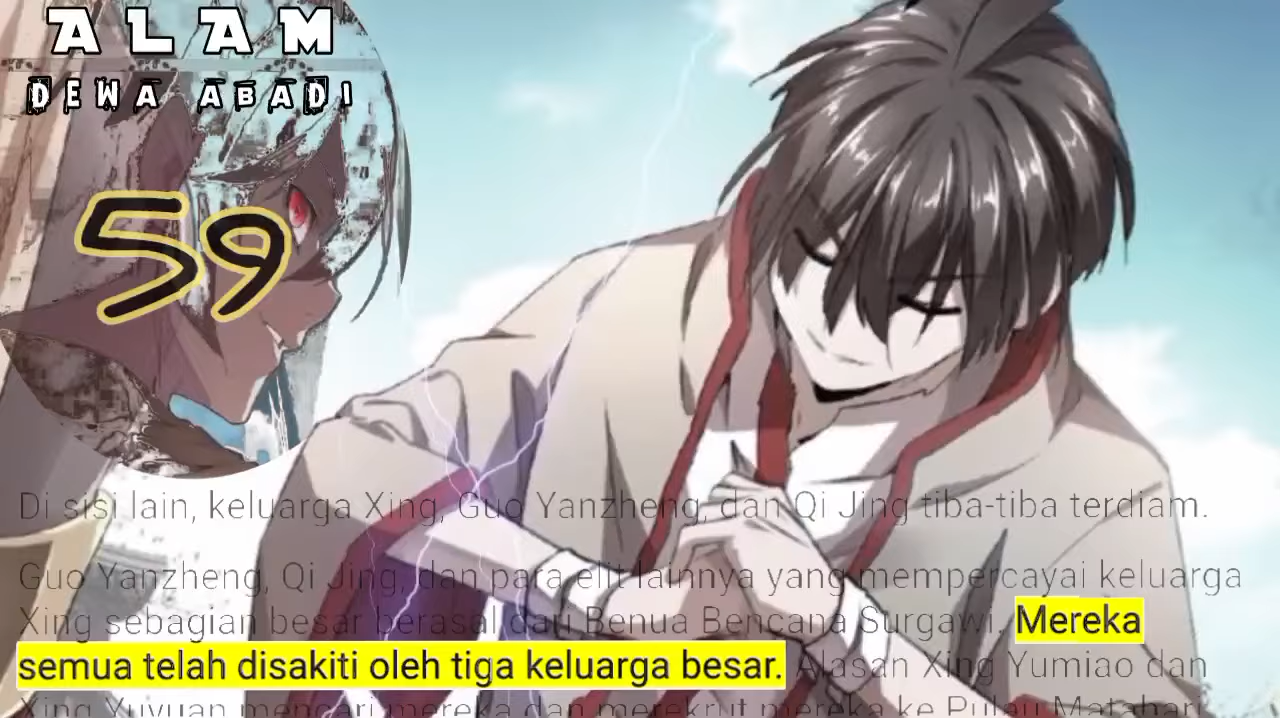 ALAM
DEWA ABADI
59
Di sisi lain, keluarga Xing, Guo Yanzheng, dan Qi Jing tiba-tiba terdiam.
Guo Yanzheng, Qi Jing, dan para elit lainnya yang mempercayai keluarga
Xing sebagian besar berasal dari Benua Bencana Surgawi. Mereka
semua telah disakiti oleh tiga keluarga besar. Alasan Xing Yumiao dan
Xing Yuyuan mencari mereka dan merekrut mereka ke Pulau Matahari